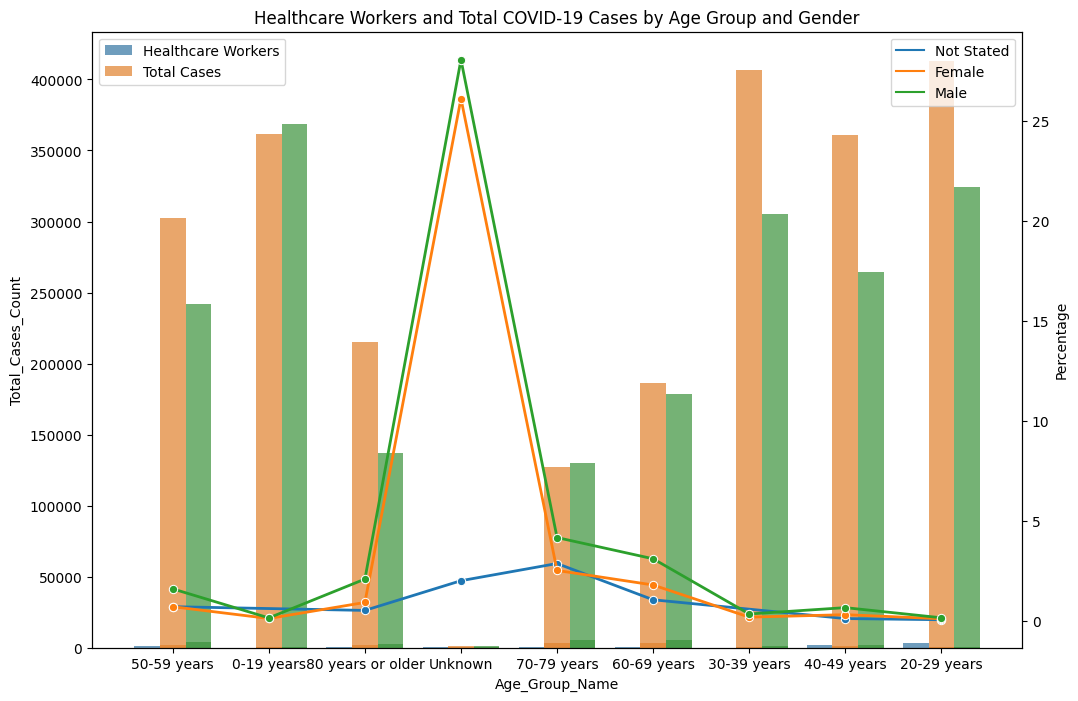 Healthcare Workers and Total COVID-19 Cases by Age Group and Gender
Healthcare Workers
Total Cases
Not Stated
Female
Male
400000
350000
300000
250000
200000
150000
100000
50000
0
Total_Cases_Count
25
20
15
10
5
0
Percentage
50-59 years
0-19 years
80 years or older
Unknown
70-79 years
60-69 years
30-39 years
40-49 years
20-29 years
Age_Group_Name